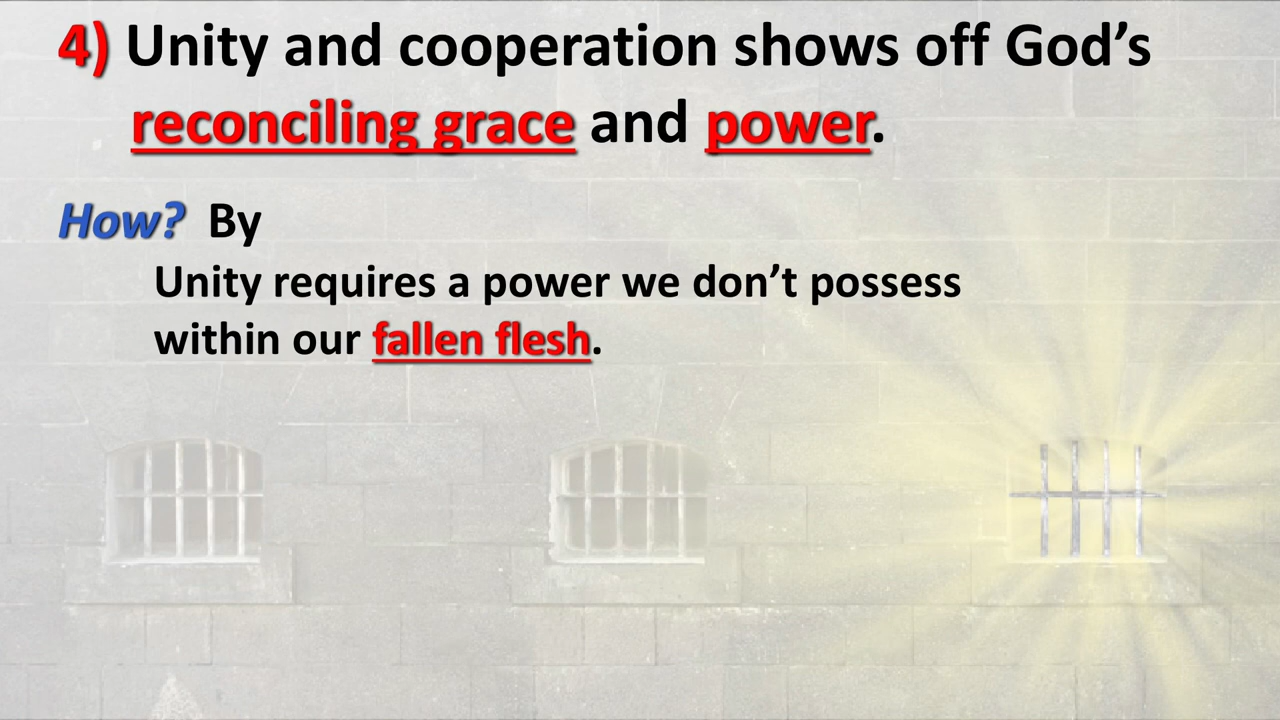 4) Unity and cooperation shows off God’s
reconciling grace and power.
How? By
Unity requires a power we don’t possess
within our fallen flesh.